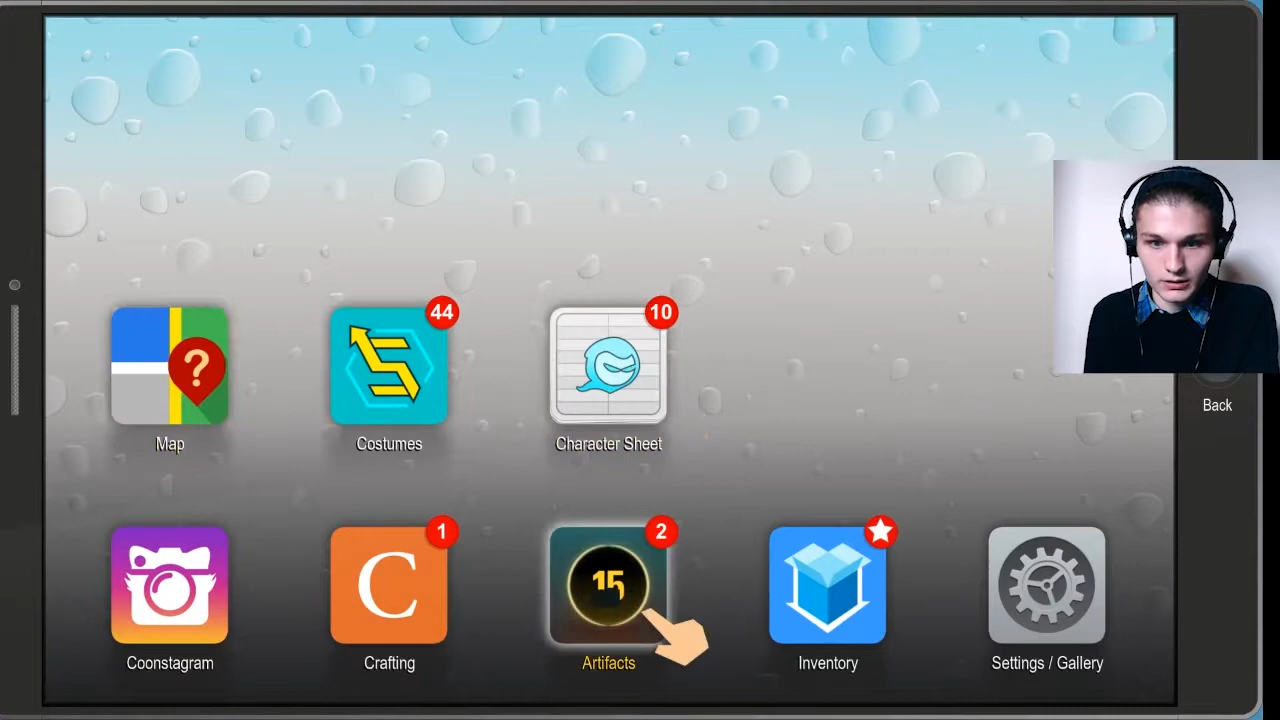 44
10
?
Map
Costumes
Character Sheet
Back
1
2
C
15
Coonstagram
Crafting
Artifacts
Inventory
Settings / Gallery